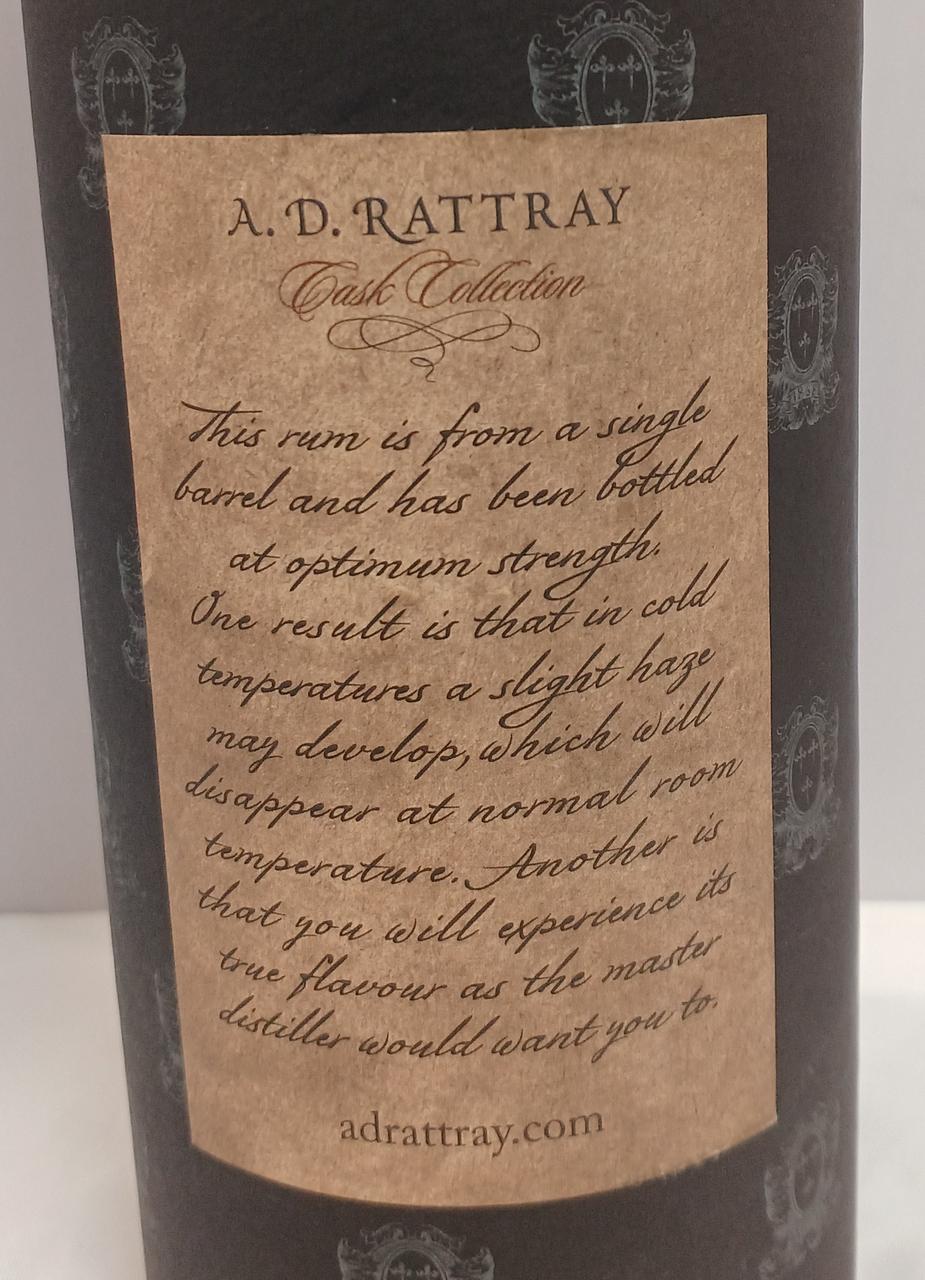 A. D. RATTRAY
Cask Collection
This rum is from a single
barrel and has been bottled
at optimum strength.
One result is that in cold
temperatures a slight haze
may develop, which will
disappear at normal room
temperature. Another is
that you will experience its
true flavour as the master
distiller would want you to.
adrattray.com